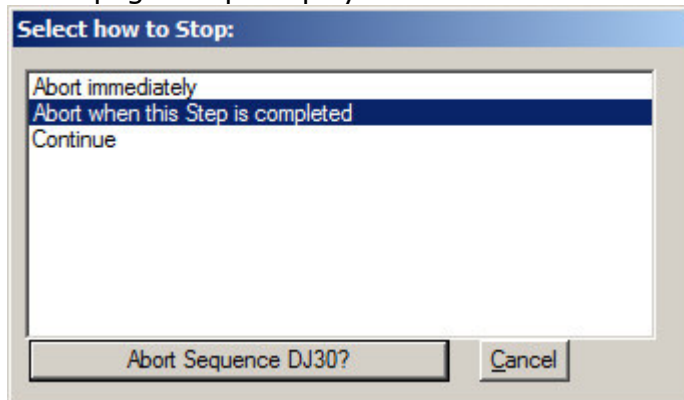 Select how to Stop:
Abort immediately
Abort when this Step is completed
Continue
Abort Sequence DJ30?
Cancel